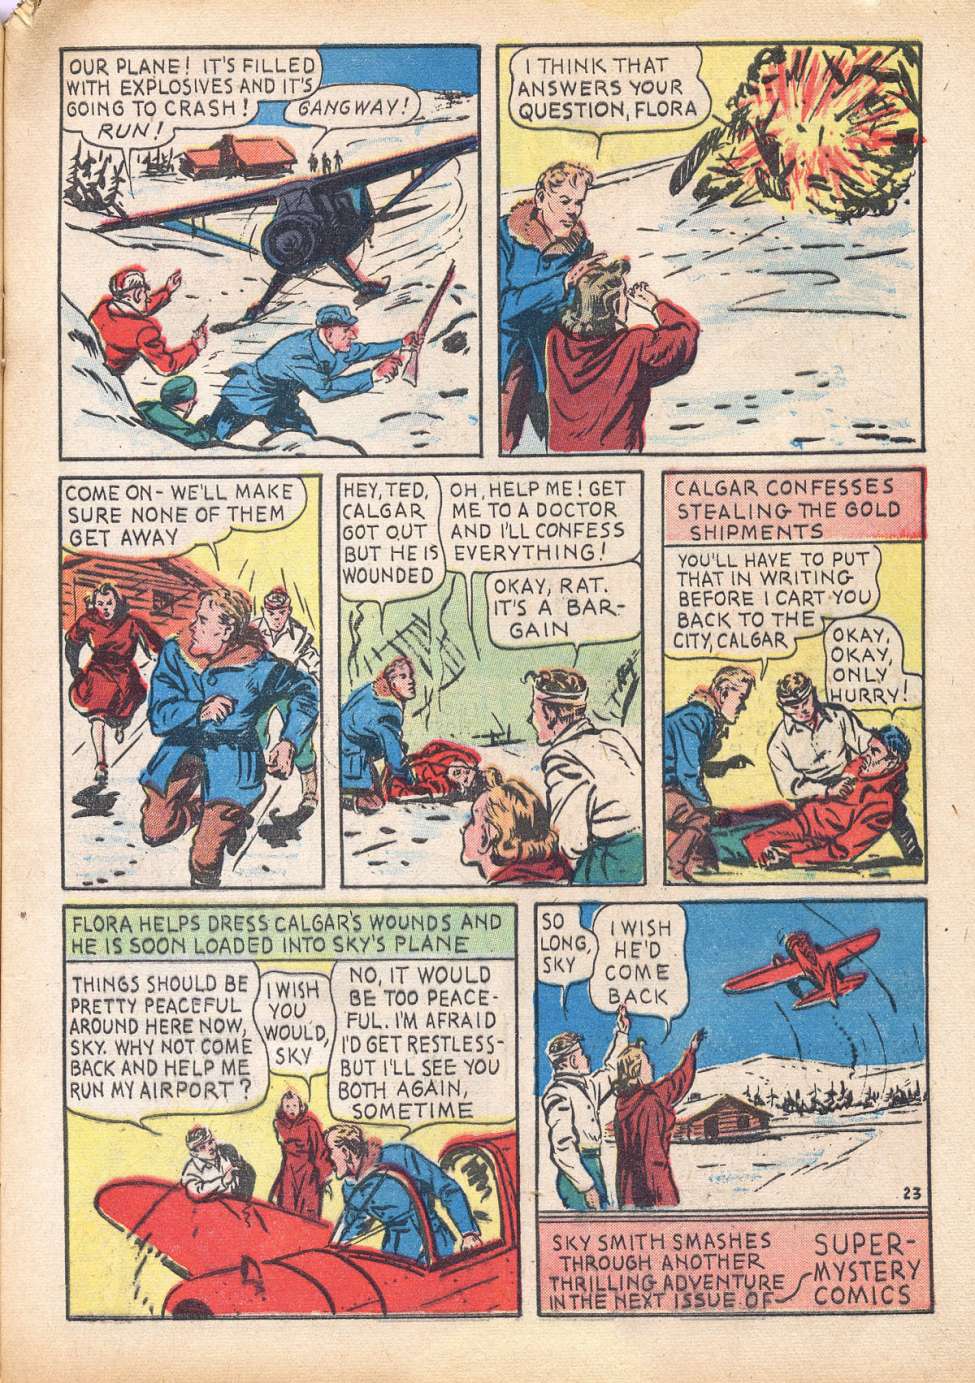 OUR PLANE! IT'S FILLED
WITH EXPLOSIVES AND IT'S
GOING TO CRASH!
RUN!
GANGWAY!
I THINK THAT
ANSWERS YOUR
QUESTION, FLORA
COME ON- WE'LL MAKE
SURE NONE OF THEM
GET AWAY
HEY, TED,
CALGAR
GOT OUT
BUT HE IS
WOUNDED
OH, HELP ME! GET
ME TO A DOCTOR
AND I'LL CONFESS
EVERYTHING!
OKAY, RAT.
IT'S A BAR-
GAIN
CALGAR CONFESSES
STEALING THE GOLD
SHIPMENTS
YOU'LL HAVE TO PUT
THAT IN WRITING
BEFORE I CART YOU
BACK TO THE
CITY, CALGAR
OKAY,
OKAY,
ONLY
HURRY!
FLORA HELPS DRESS CALGAR'S WOUNDS AND
HE IS SOON LOADED INTO SKY'S PLANE
THINGS SHOULD BE
PRETTY PEACEFUL
AROUND HERE NOW,
SKY. WHY NOT COME
BACK AND HELP ME
RUN MY AIRPORT?
I WISH
YOU
WOULD,
SKY
NO, IT WOULD
BE TOO PEACE-
FUL. I'M AFRAID
I'D GET RESTLESS-
BUT I'LL SEE YOU
BOTH AGAIN,
SOMETIME
SO
LONG,
SKY
I WISH
HE'D
COME
BACK
23
SKY SMITH SMASHES
THROUGH ANOTHER
THRILLING ADVENTURE
IN THE NEXT ISSUE OF
SUPER-
MYSTERY
COMICS